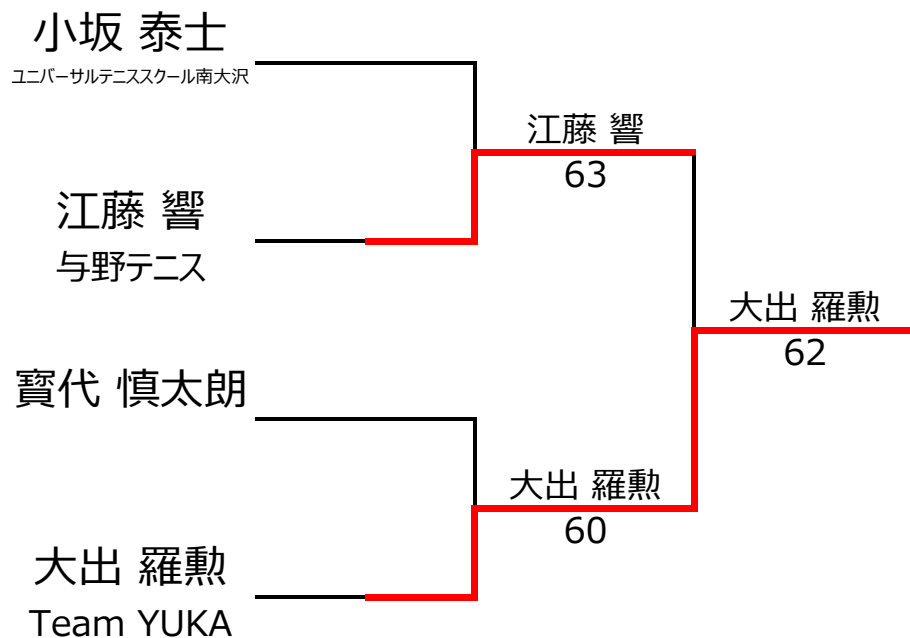 小坂 泰士
ユニバーサルテニススクール南大沢
江藤 響
63
江藤 響
与野テニス
大出 羅勲
62
寳代 慎太朗
大出 羅勲
60
大出 羅勲
Team YUKA